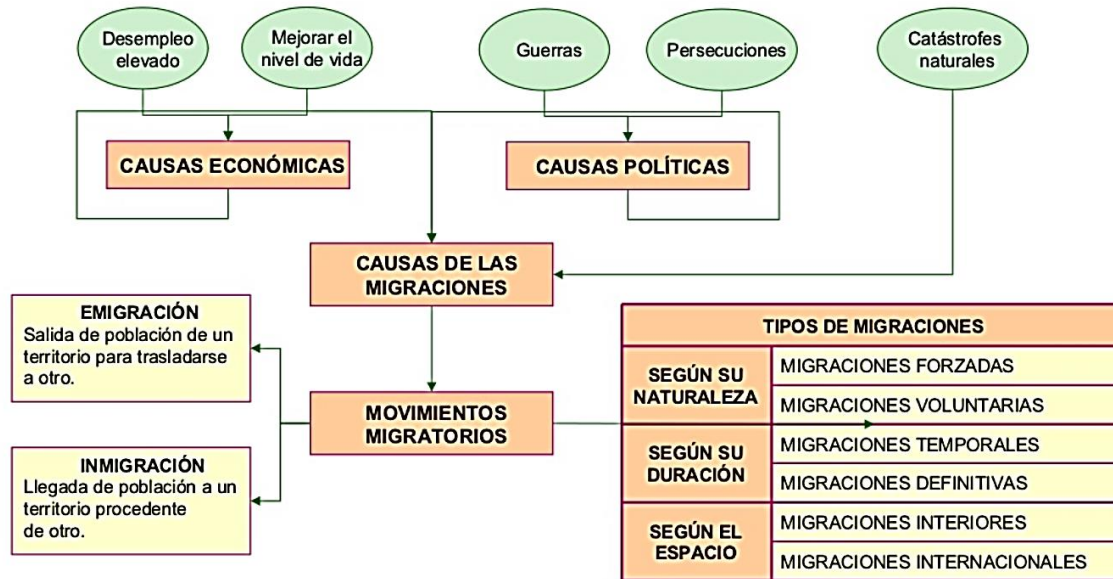 Desempleo
elevado
Mejorar el
nivel de vida
Guerras
Persecuciones
Catástrofes
naturales
CAUSAS ECONÓMICAS
CAUSAS POLÍTICAS
CAUSAS DE LAS
MIGRACIONES
EMIGRACIÓN
Salida de población de un
territorio para trasladarse
a otro.
MOVIMIENTOS
MIGRATORIOS
INMIGRACIÓN
Llegada de población a un
territorio procedente
de otro.
TIPOS DE MIGRACIONES
SEGÚN SU
NATURALEZA
MIGRACIONES FORZADAS
MIGRACIONES VOLUNTARIAS
SEGÚN SU
DURACIÓN
MIGRACIONES TEMPORALES
MIGRACIONES DEFINITIVAS
SEGÚN EL
ESPACIO
MIGRACIONES INTERIORES
MIGRACIONES INTERNACIONALES